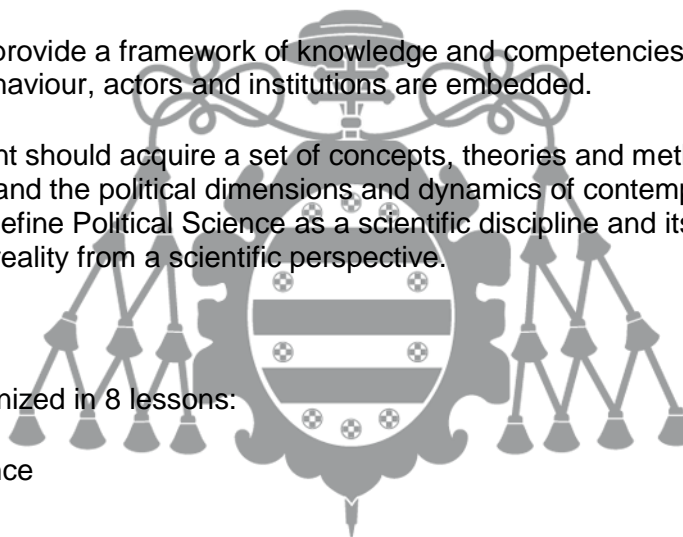 provide a framework of knowledge and competencies
haviour, actors and institutions are embedded.
nt should acquire a set of concepts, theories and met
and the political dimensions and dynamics of contemp
efine Political Science as a scientific discipline and its
reality from a scientific perspective.
nized in 8 lessons:
nce